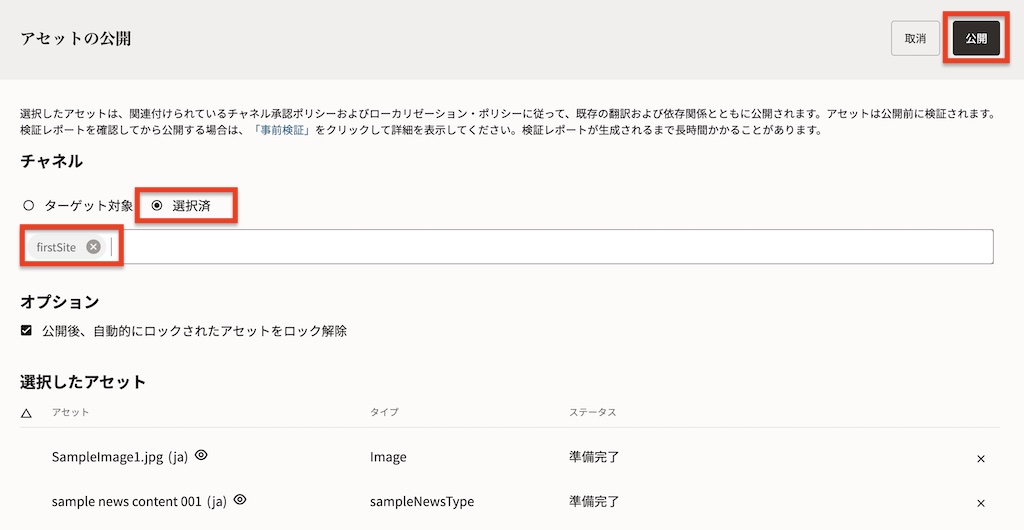 アセットの公開
取消
公開
選択したアセットは、関連付けられているチャネル承認ポリシーおよびローカリゼーション・ポリシーに従って、既存の翻訳および依存関係とともに公開されます。アセットは公開前に検証されます。
検証レポートを確認してから公開する場合は、「事前検証」をクリックして詳細を表示してください。検証レポートが生成されるまで長時間かかることがあります。
チャネル
ターゲット対象 選択済
firstSite
オプション
公開後、自動的にロックされたアセットをロック解除
選択したアセット
アセット タイプ ステータス
SampleImage1.jpg (ja) Image 準備完了
sample news content 001 (ja) sampleNewsType 準備完了